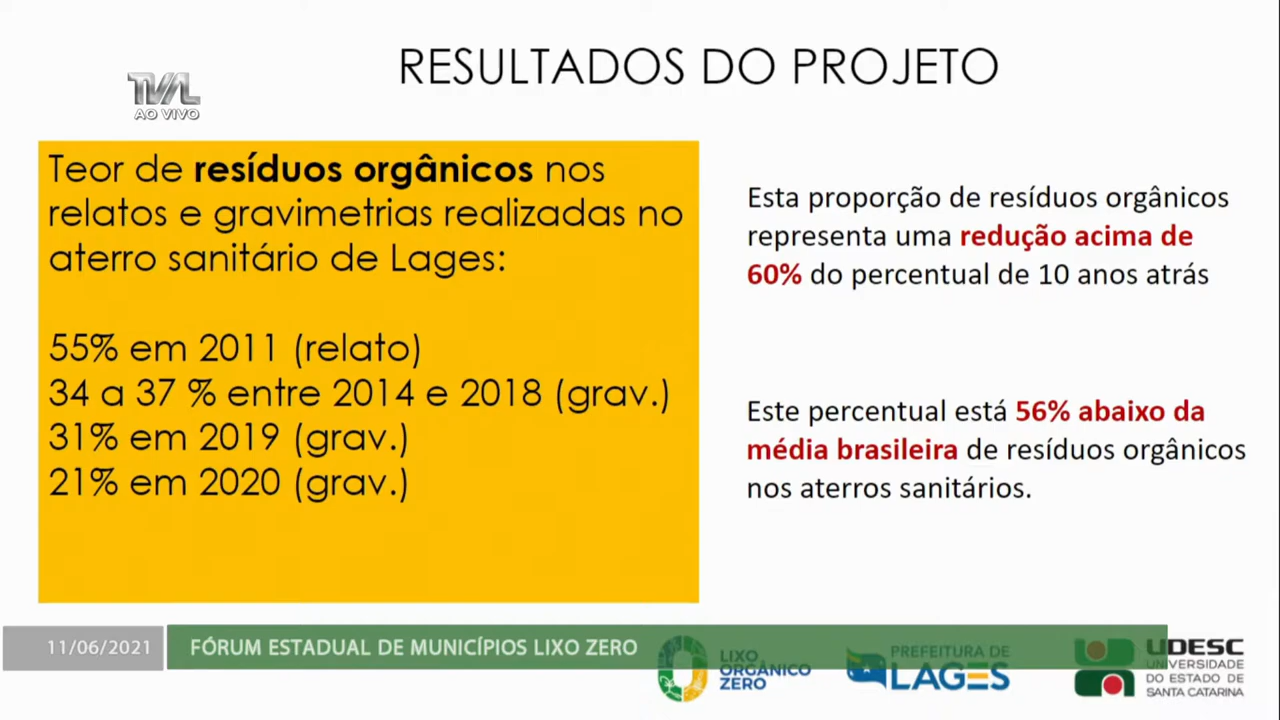 RESULTADOS DO PROJETO
TVAL
AO VIVO
Teor de resíduos orgânicos nos
relatos e gravimetrias realizadas no
aterro sanitário de Lages:
55% em 2011 (relato)
34 a 37 % entre 2014 e 2018 (grav.)
31% em 2019 (grav.)
21% em 2020 (grav.)
Esta proporção de resíduos orgânicos
representa uma redução acima de
60% do percentual de 10 anos atrás
Este percentual está 56% abaixo da
média brasileira de resíduos orgânicos
nos aterros sanitários.
11/06/2021
FÓRUM ESTADUAL DE MUNICÍPIOS LIXO ZERO
LIXO
ORGÂNICO
ZERO
PREFEITURA DE
LAGES
UDESC
UNIVERSIDADE
DO ESTADO DE
SANTA CATARINA